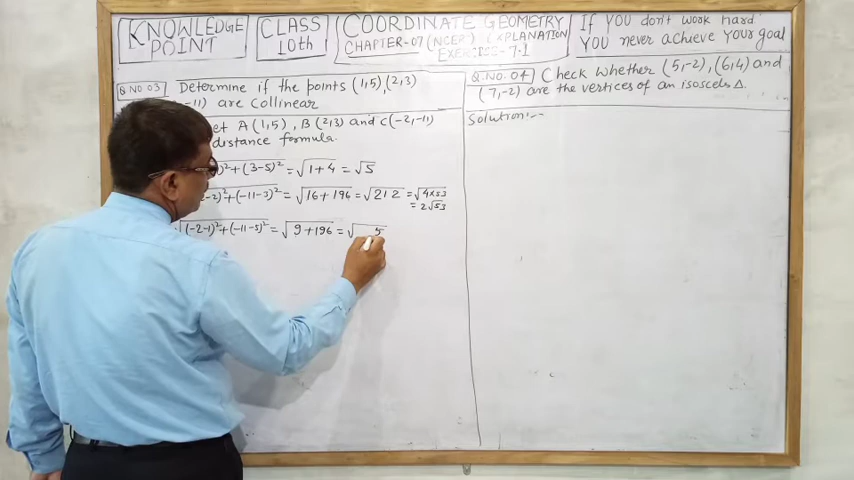 KNOWLEDGE
POINT
CLASS
10th
COORDINATE GEOMETRY
CHAPTER-07 (NCERT) EXPLANATION
EXERCISE-7.1
If YOU don't work hard
YOU never achieve YOUR goal
Q.NO 03 Determine if the points (1,5), (2,3)
-11) are collinear
et A(1,5), B(2,3) and C(-2,-11)
distance formula.
)²+(3-5)² = √1+4 = √5
-2)²+(-11-3)² = √16+196 = √212 = √4×53
= 2√53
√(-2-1)²+(-11-5)² = √9+196 = √ 5
Q.NO.04 Check whether (5,-2), (6,4) and
(7,-2) are the vertices of an isosceles Δ.
Solution:-